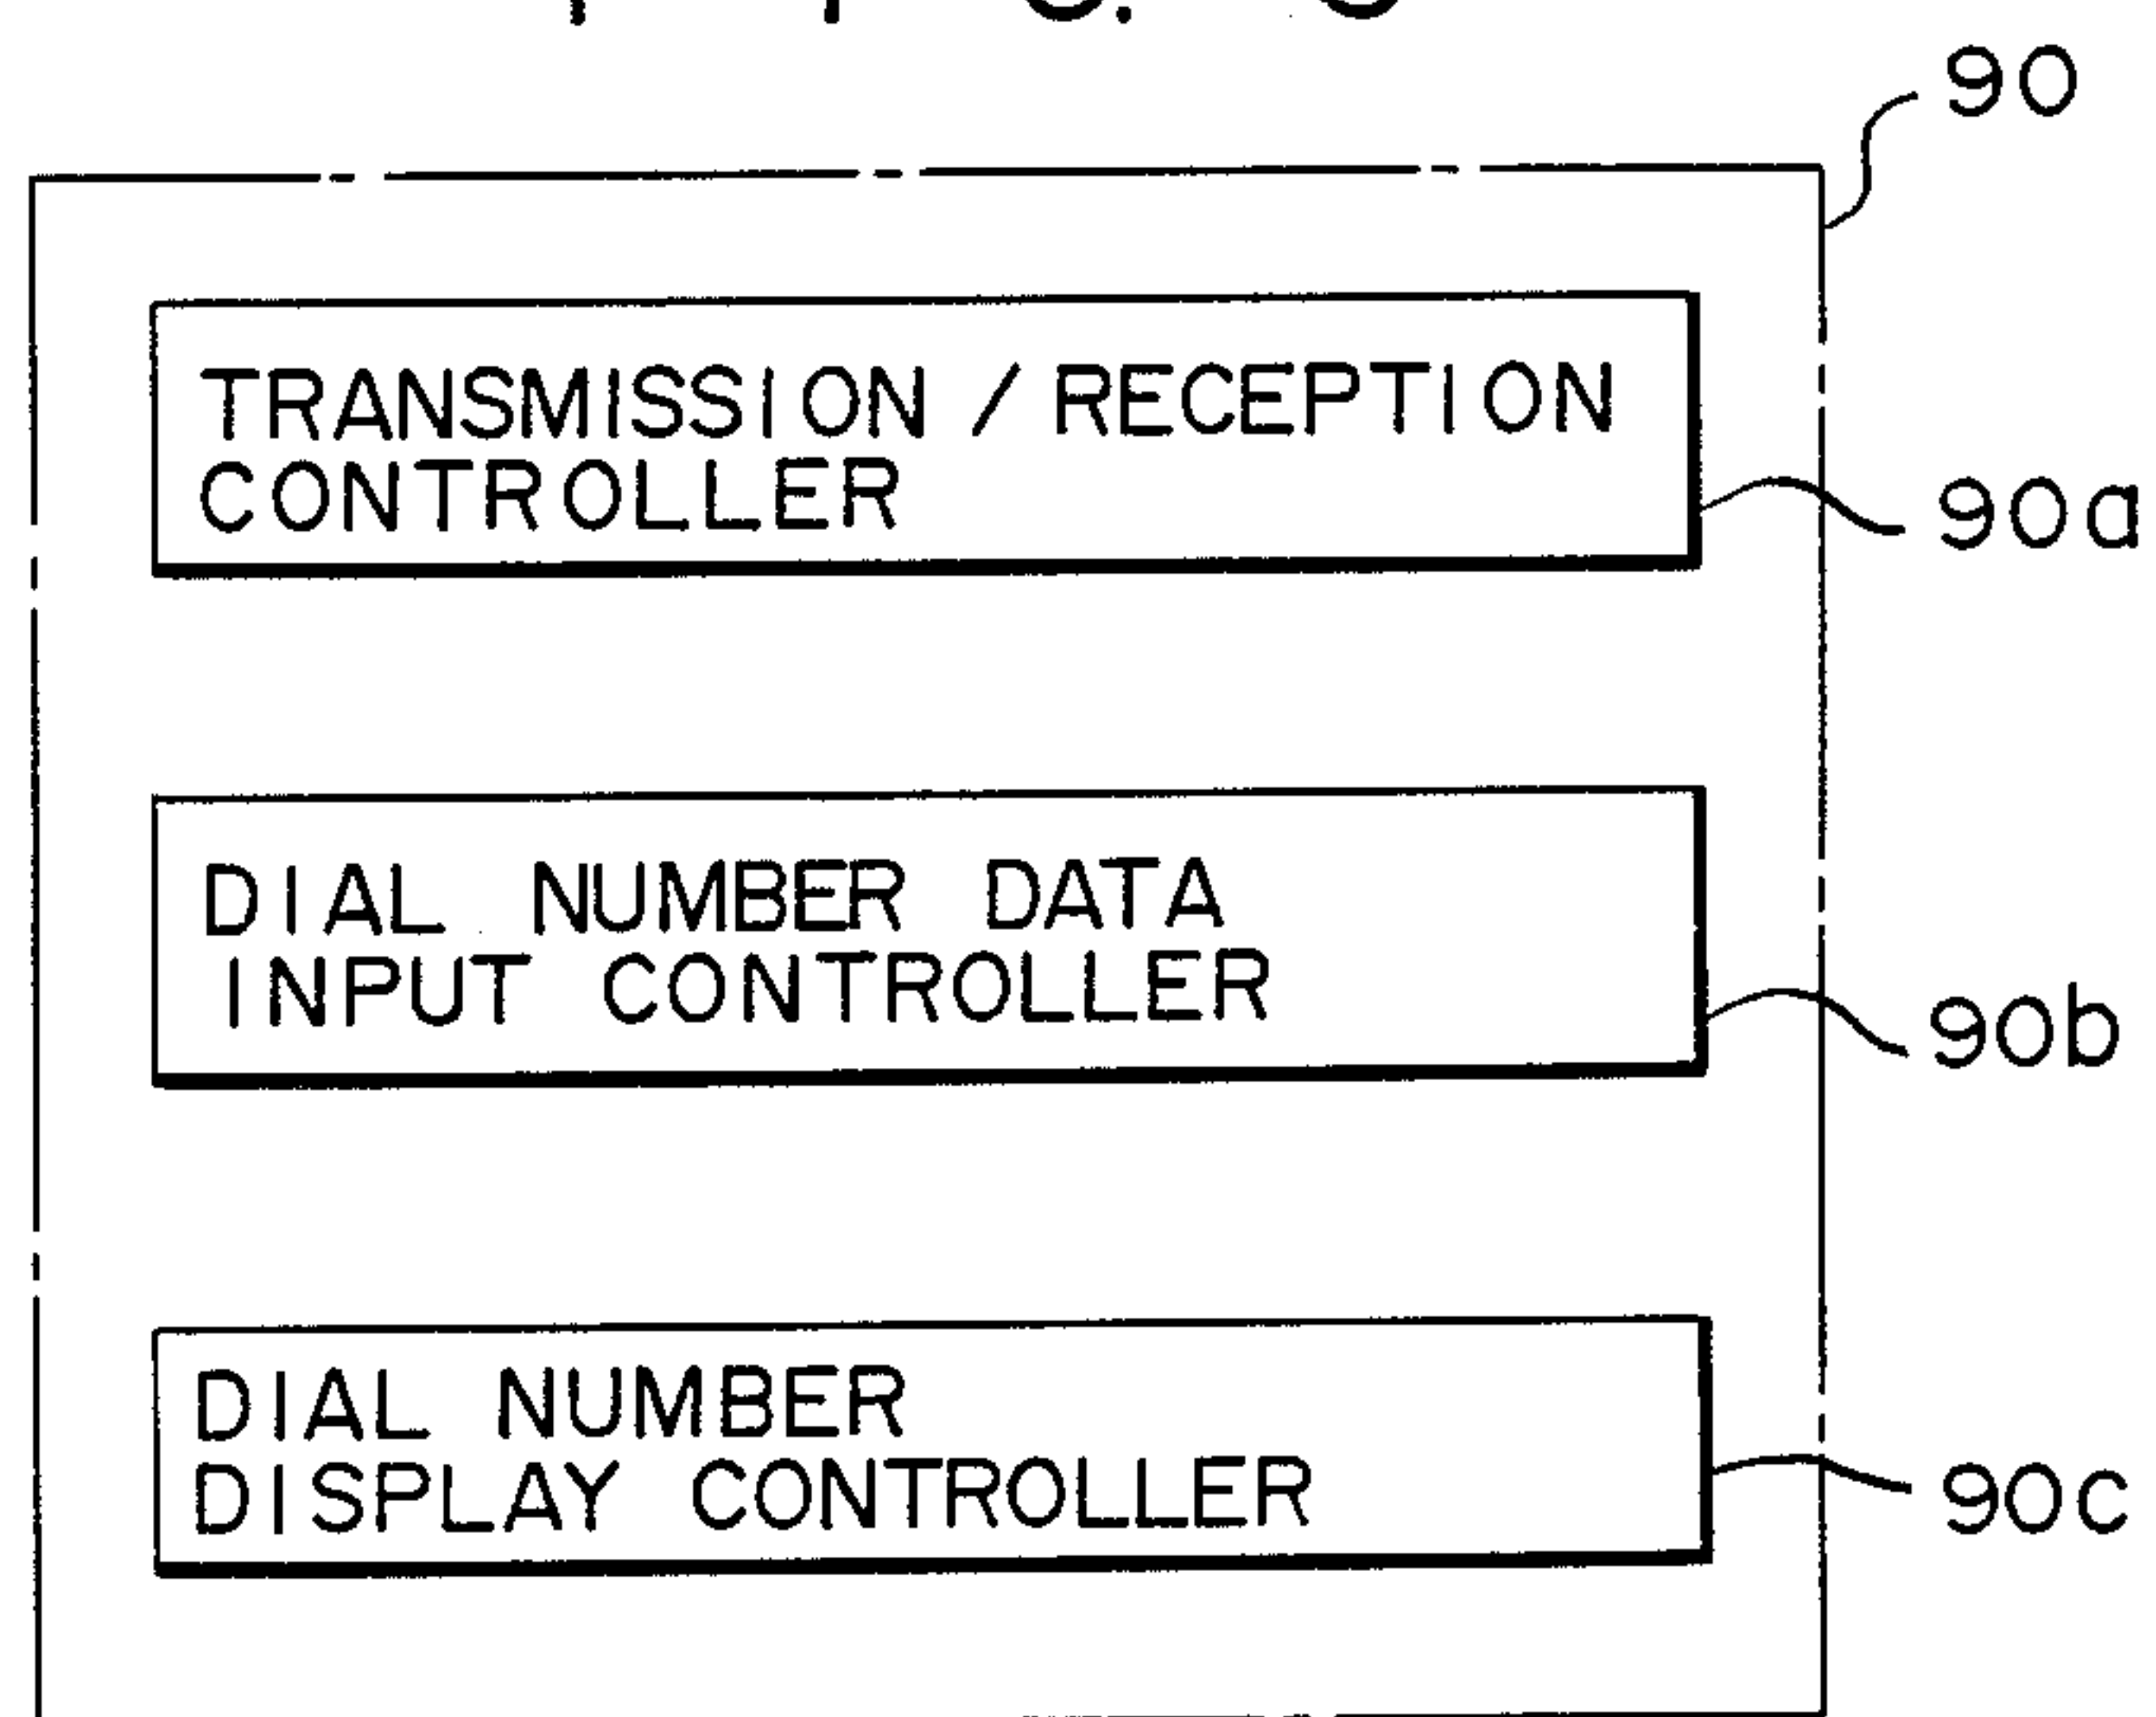 90
TRANSMISSION / RECEPTION
CONTROLLER
90a
DIAL NUMBER DATA
INPUT CONTROLLER
90b
DIAL NUMBER
DISPLAY CONTROLLER
90c